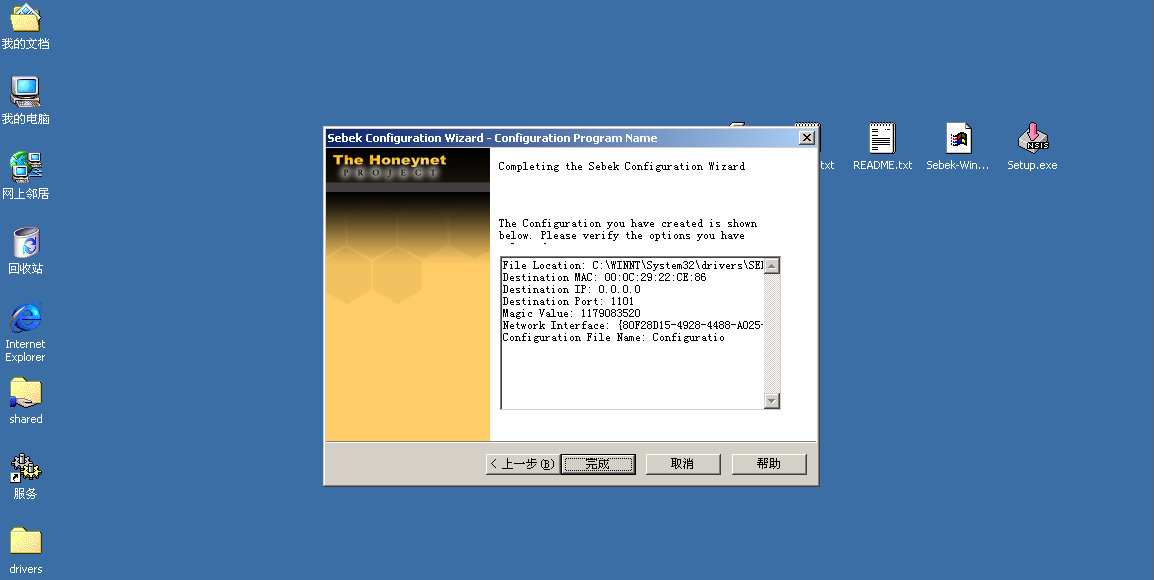 我的文档
我的电脑
网上邻居
回收站
Internet
Explorer
shared
服务
drivers
Sebek Configuration Wizard - Configuration Program Name
The Honeynet
PROJECT
Completing the Sebek Configuration Wizard
The Configuration you have created is shown
below. Please verify the options you have
File Location: C:\WINNT\System32\drivers\SE
Destination MAC: 00:0C:29:22:CE:86
Destination IP: 0.0.0.0
Destination Port: 1101
Magic Value: 1179083520
Network Interface: {80F28D15-4928-4488-A025-
Configuration File Name: Configuratio
< 上一步(B)
完成
取消
帮助
txt
README.txt
Sebek-Win...
Setup.exe
NSIS